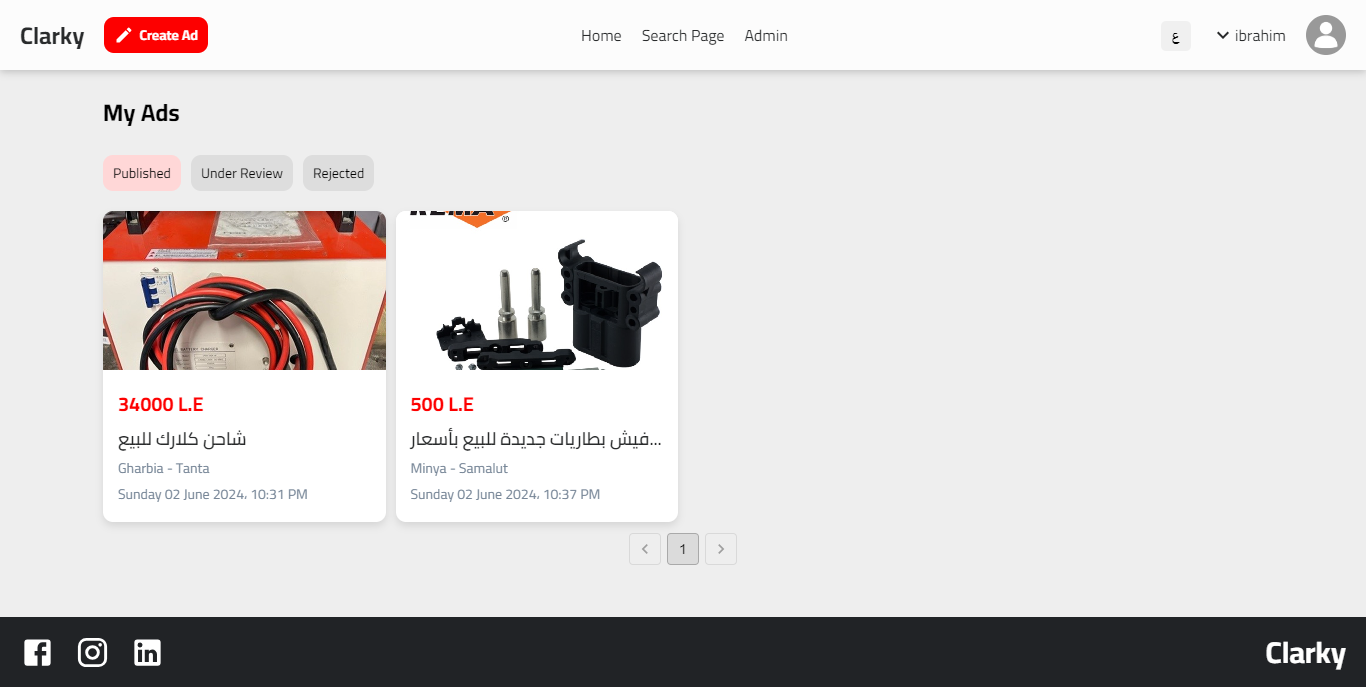 Clarky
Create Ad
Home
Search Page
Admin
ع
ibrahim
My Ads
Published
Under Review
Rejected
34000 L.E
شاحن كلارك للبيع
Gharbia - Tanta
Sunday 02 June 2024، 10:31 PM
®
500 L.E
فيش بطاريات جديدة للبيع بأسعار...
Minya - Samalut
Sunday 02 June 2024، 10:37 PM
1
Clarky